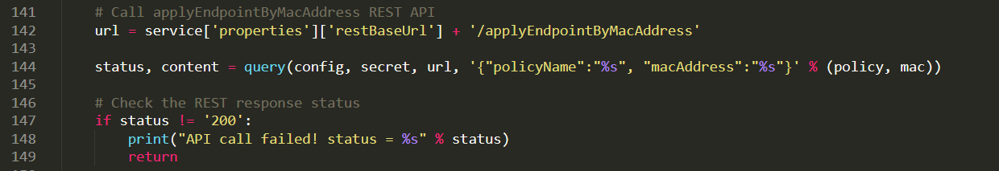 141 # Call applyEndpointByMacAddress REST API
142 url = service['properties']['restBaseUrl'] + '/applyEndpointByMacAddress'
143
144 status, content = query(config, secret, url, '{"policyName":"%s", "macAddress":"%s"}' % (policy, mac))
145
146 # Check the REST response status
147 if status != '200':
148 print("API call failed! status = %s" % status)
149 return